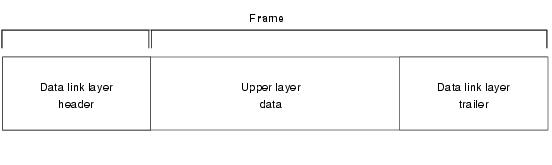 Frame
Data link layer
header
Upper layer
data
Data link layer
trailer